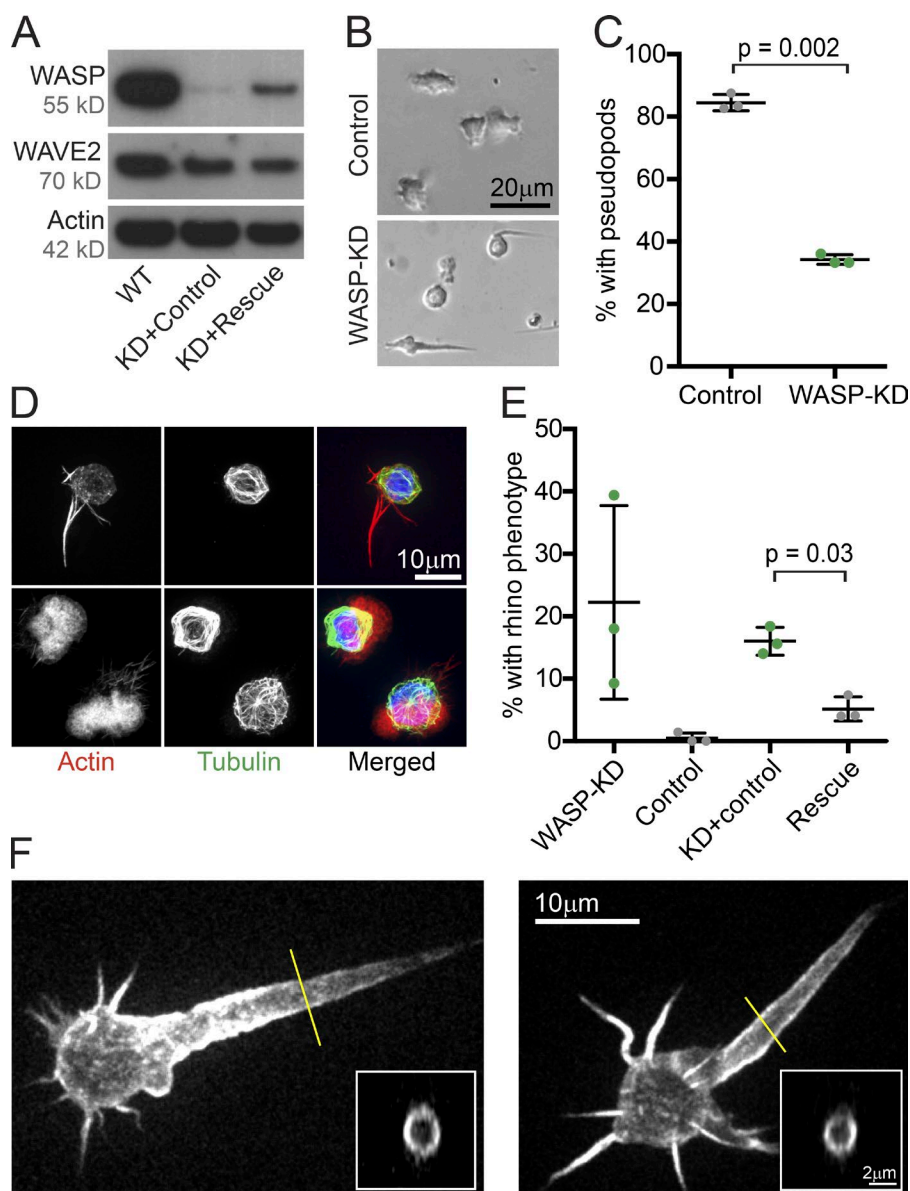 A
WASP
55 kD
WAVE2
70 kD
Actin
42 kD
WT
KD+Control
KD+Rescue
B
Control
20μm
WASP-KD
C
p = 0.002
% with pseudopods
100
80
60
40
20
0
Control
WASP-KD
D
10μm
Actin
Tubulin
Merged
E
% with rhino phenotype
50
40
30
20
10
0
p = 0.03
WASP-KD
Control
KD+control
Rescue
F
10μm
2μm